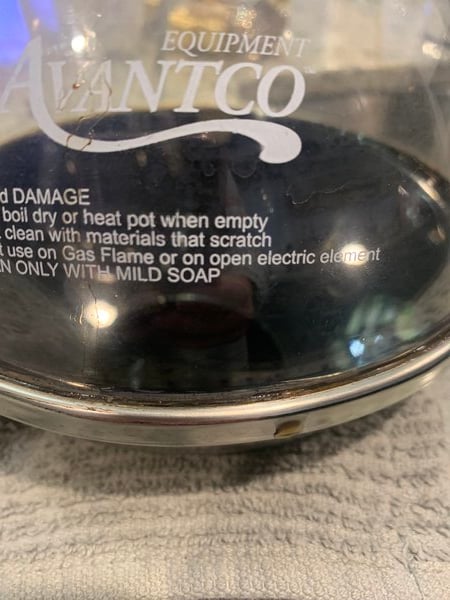 EQUIPMENT
AVANTCO
d DAMAGE
boil dry or heat pot when empty
clean with materials that scratch
t use on Gas Flame or on open electric element
N ONLY WITH MILD SOAP